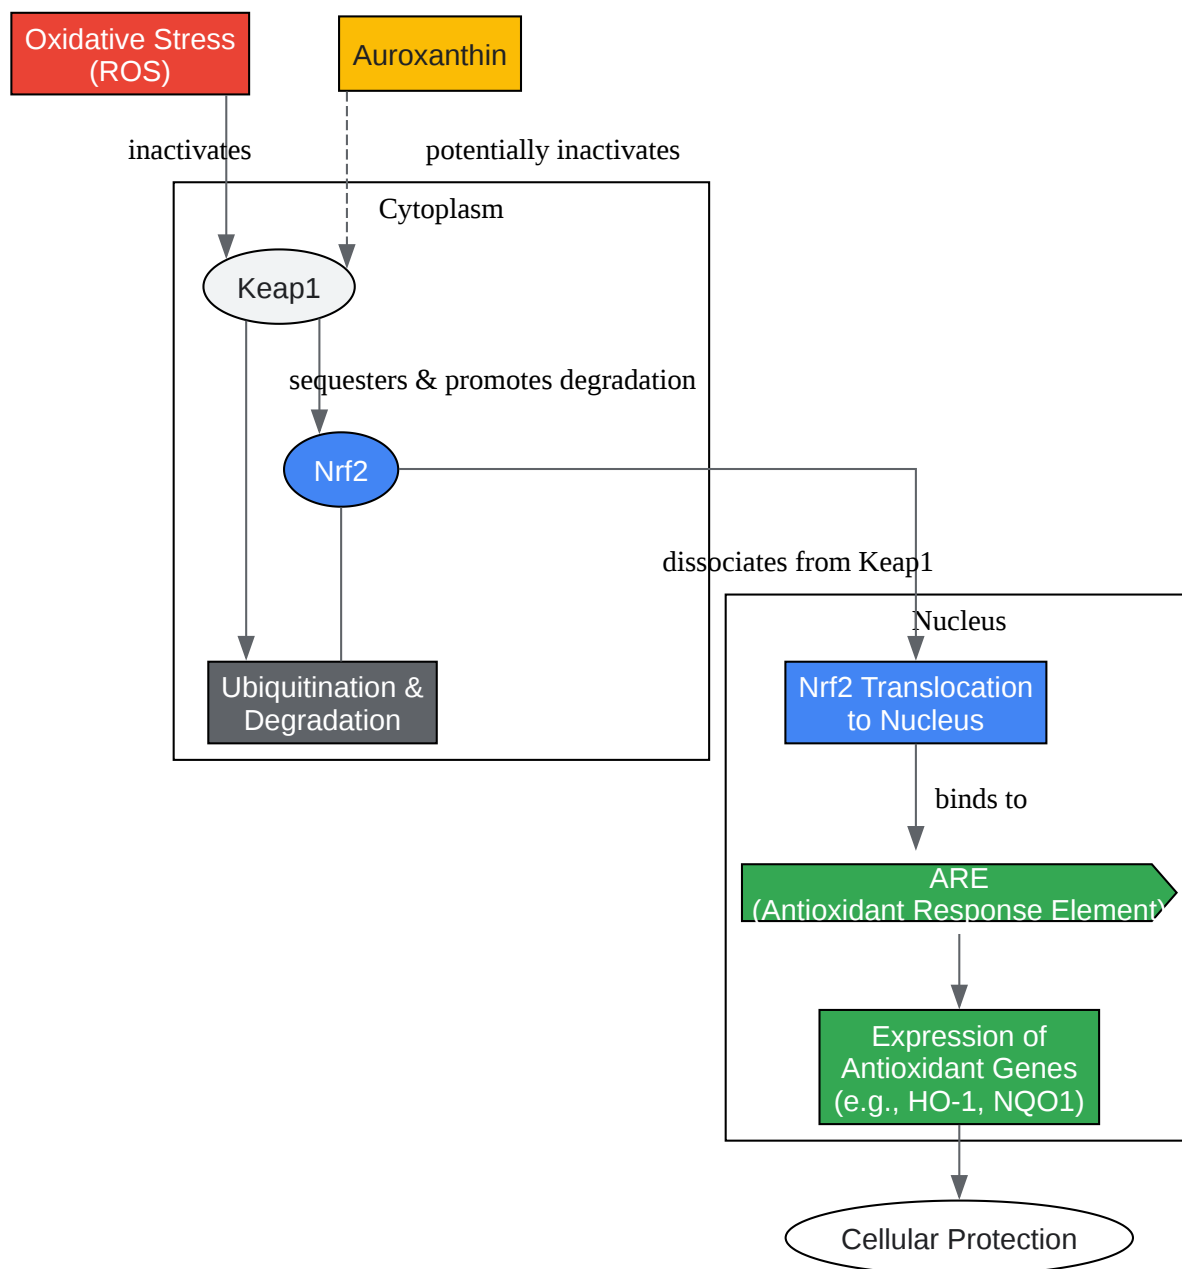 Oxidative Stress
(ROS)
Auroxanthin
inactivates
potentially inactivates
Cytoplasm
Keap1
sequesters & promotes degradation
Nrf2
dissociates from Keap1
Nucleus
Ubiquitination &
Degradation
Nrf2 Translocation
to Nucleus
binds to
ARE
(Antioxidant Response Element)
Expression of
Antioxidant Genes
(e.g., HO-1, NQO1)
Cellular Protection